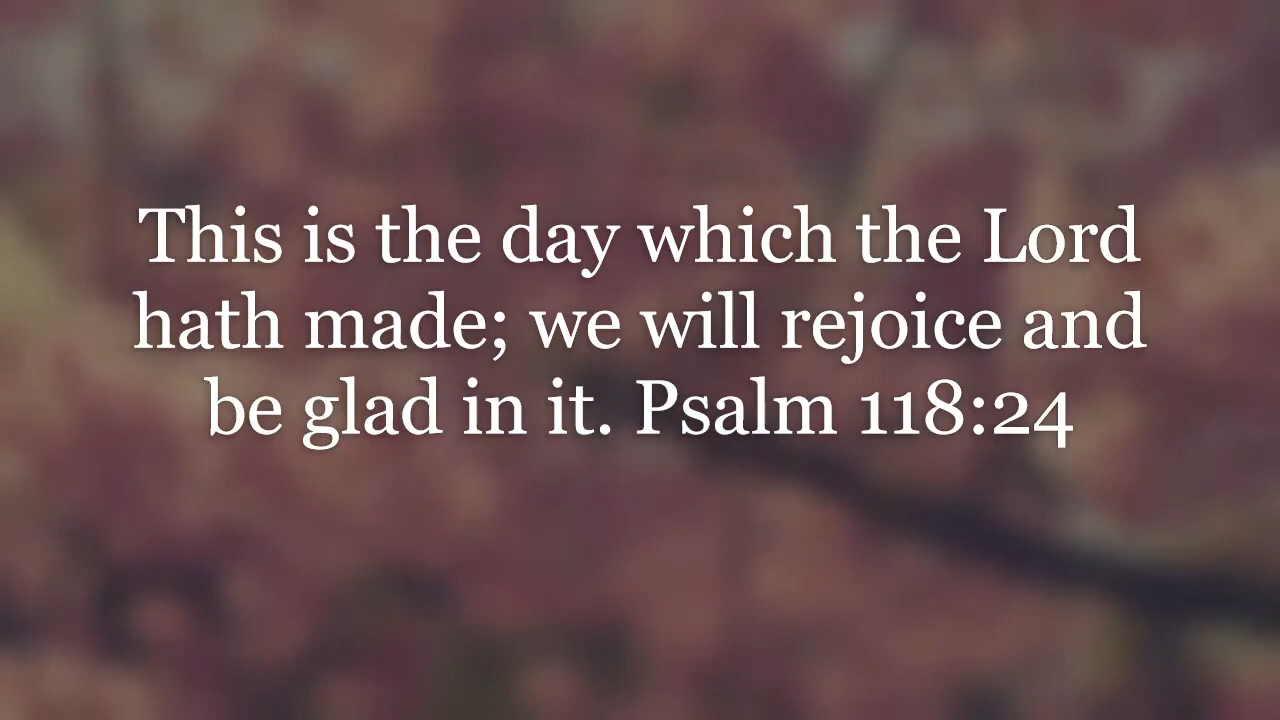 This is the day which the Lord
hath made; we will rejoice and
be glad in it. Psalm 118:24